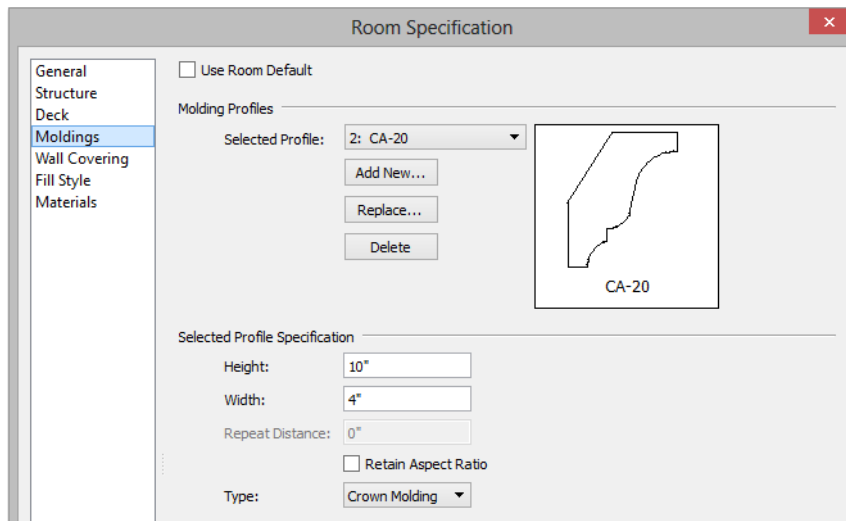 Room Specification
General
Structure
Deck
Moldings
Wall Covering
Fill Style
Materials
Use Room Default
Molding Profiles
Selected Profile: 2: CA-20
Add New...
Replace...
Delete
CA-20
Selected Profile Specification
Height: 10"
Width: 4"
Repeat Distance: 0"
Retain Aspect Ratio
Type: Crown Molding